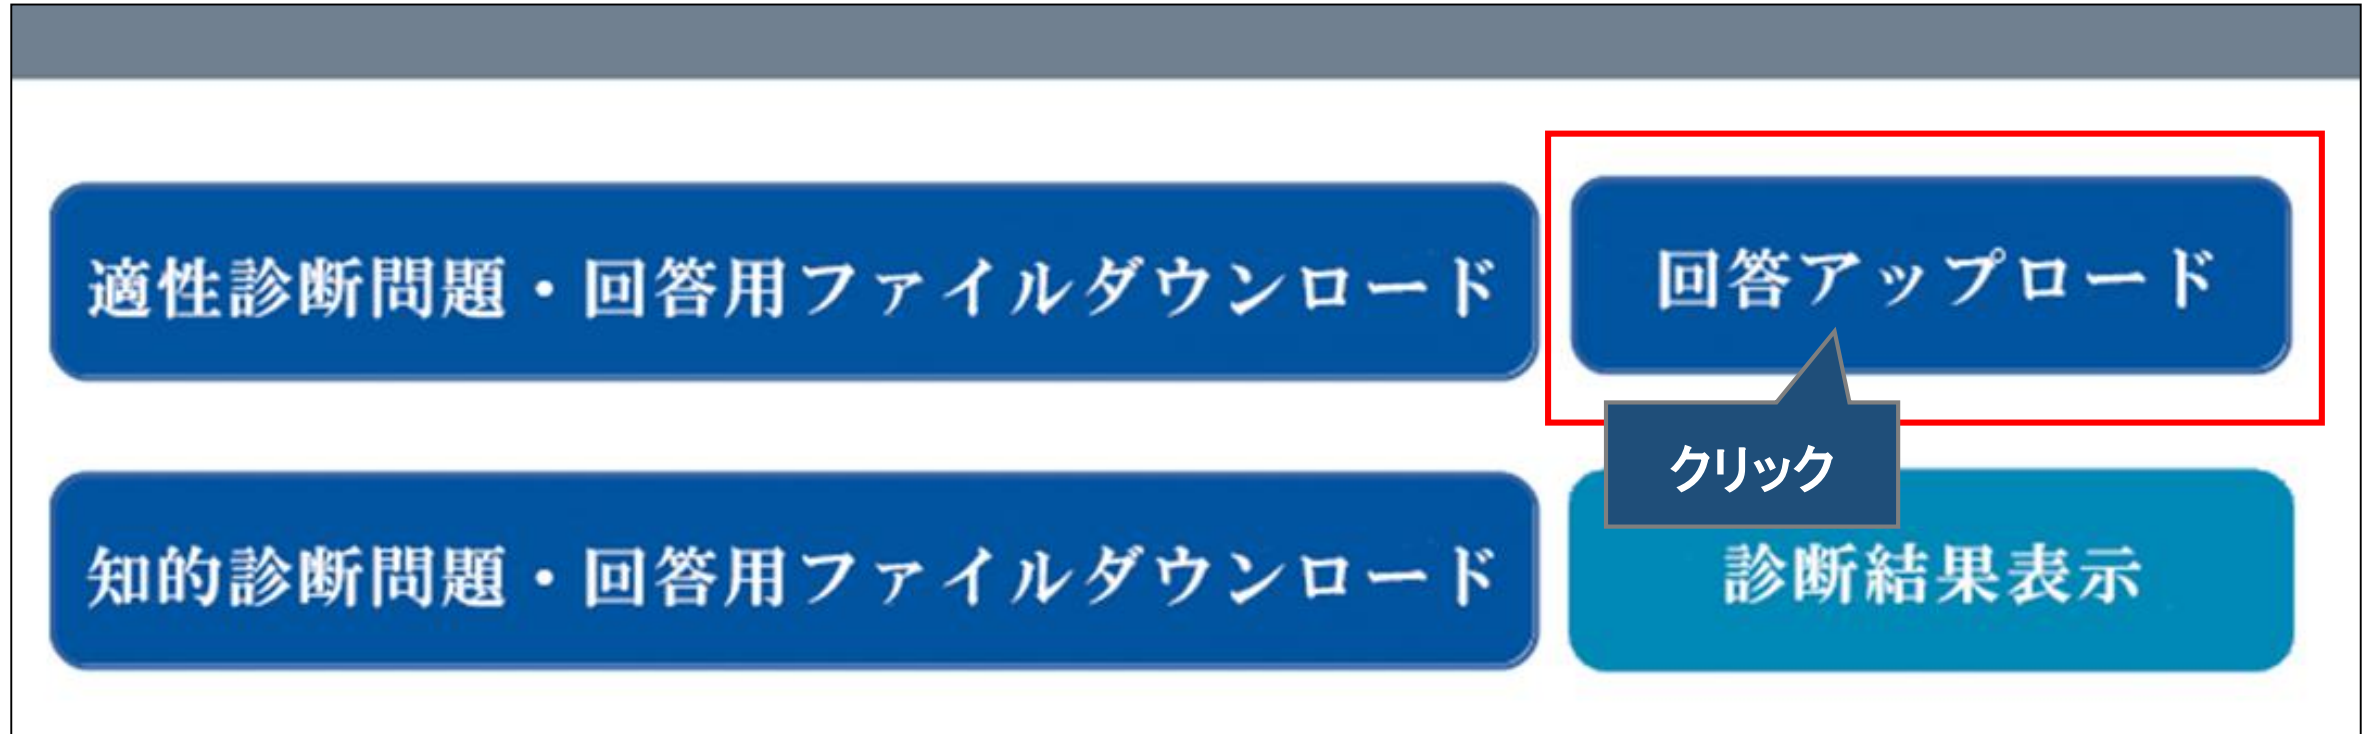 適性診断問題・回答用ファイルダウンロード
回答アップロード
クリック
知的診断問題・回答用ファイルダウンロード
診断結果表示